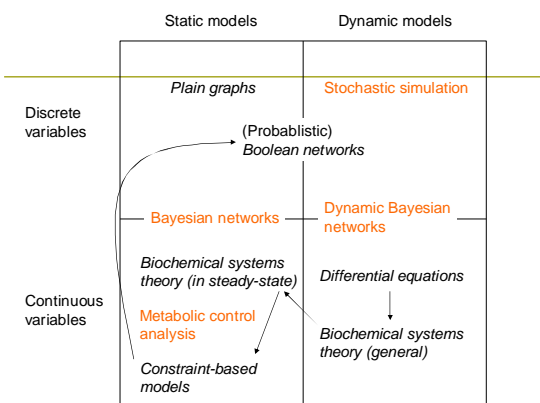 Static models
Dynamic models
Plain graphs
Stochastic simulation
Discrete
variables
(Probablistic)
Boolean networks
Bayesian networks
Dynamic Bayesian
networks
Biochemical systems
theory (in steady-state)
Differential equations
Continuous
variables
Metabolic control
analysis
Biochemical systems
theory (general)
Constraint-based
models